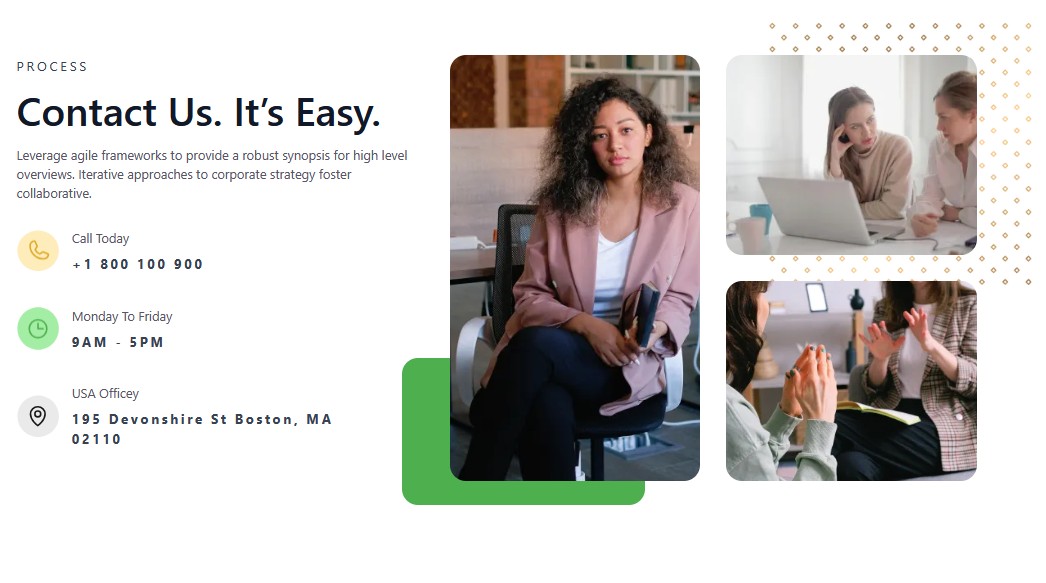 PROCESS
Contact Us. It’s Easy.
Leverage agile frameworks to provide a robust synopsis for high level
overviews. Iterative approaches to corporate strategy foster
collaborative.
Call Today
+1 800 100 900
Monday To Friday
9AM - 5PM
USA Officey
195 Devonshire St Boston, MA
02110